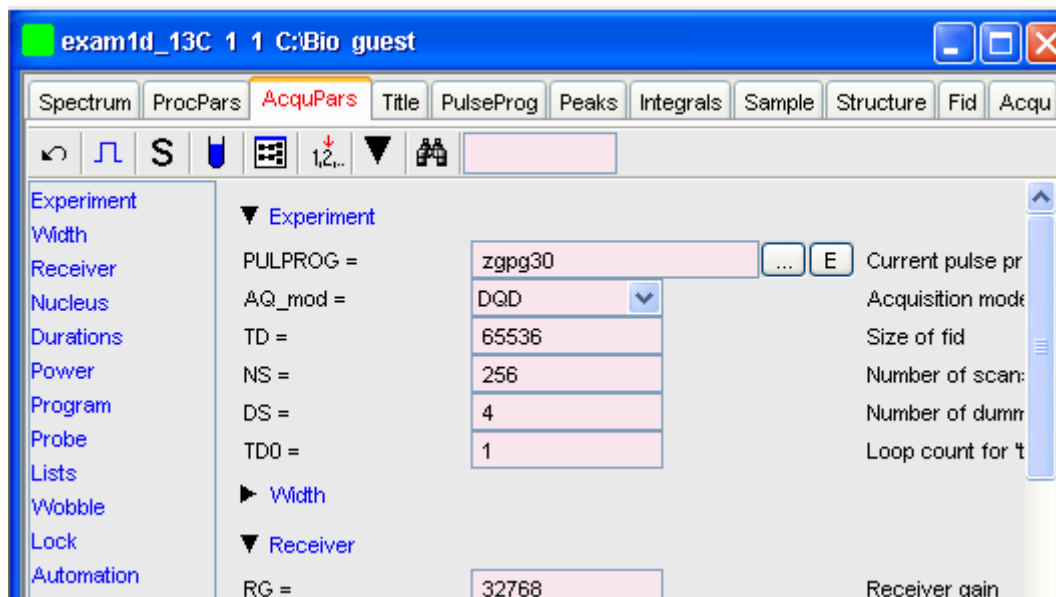 exam1d_13C 1 1 C:\Bio guest
Spectrum ProcPars AcquPars Title PulseProg Peaks Integrals Sample Structure Fid Acqu
S 1,2,..
Experiment
Width
Receiver
Nucleus
Durations
Power
Program
Probe
Lists
Wobble
Lock
Automation
Experiment
PULPROG = zgpg30 ... E Current pulse pr
AQ_mod = DQD Acquisition mode
TD = 65536 Size of fid
NS = 256 Number of scans
DS = 4 Number of dumm
TD0 = 1 Loop count for 't
Width
Receiver
RG = 32768 Receiver gain